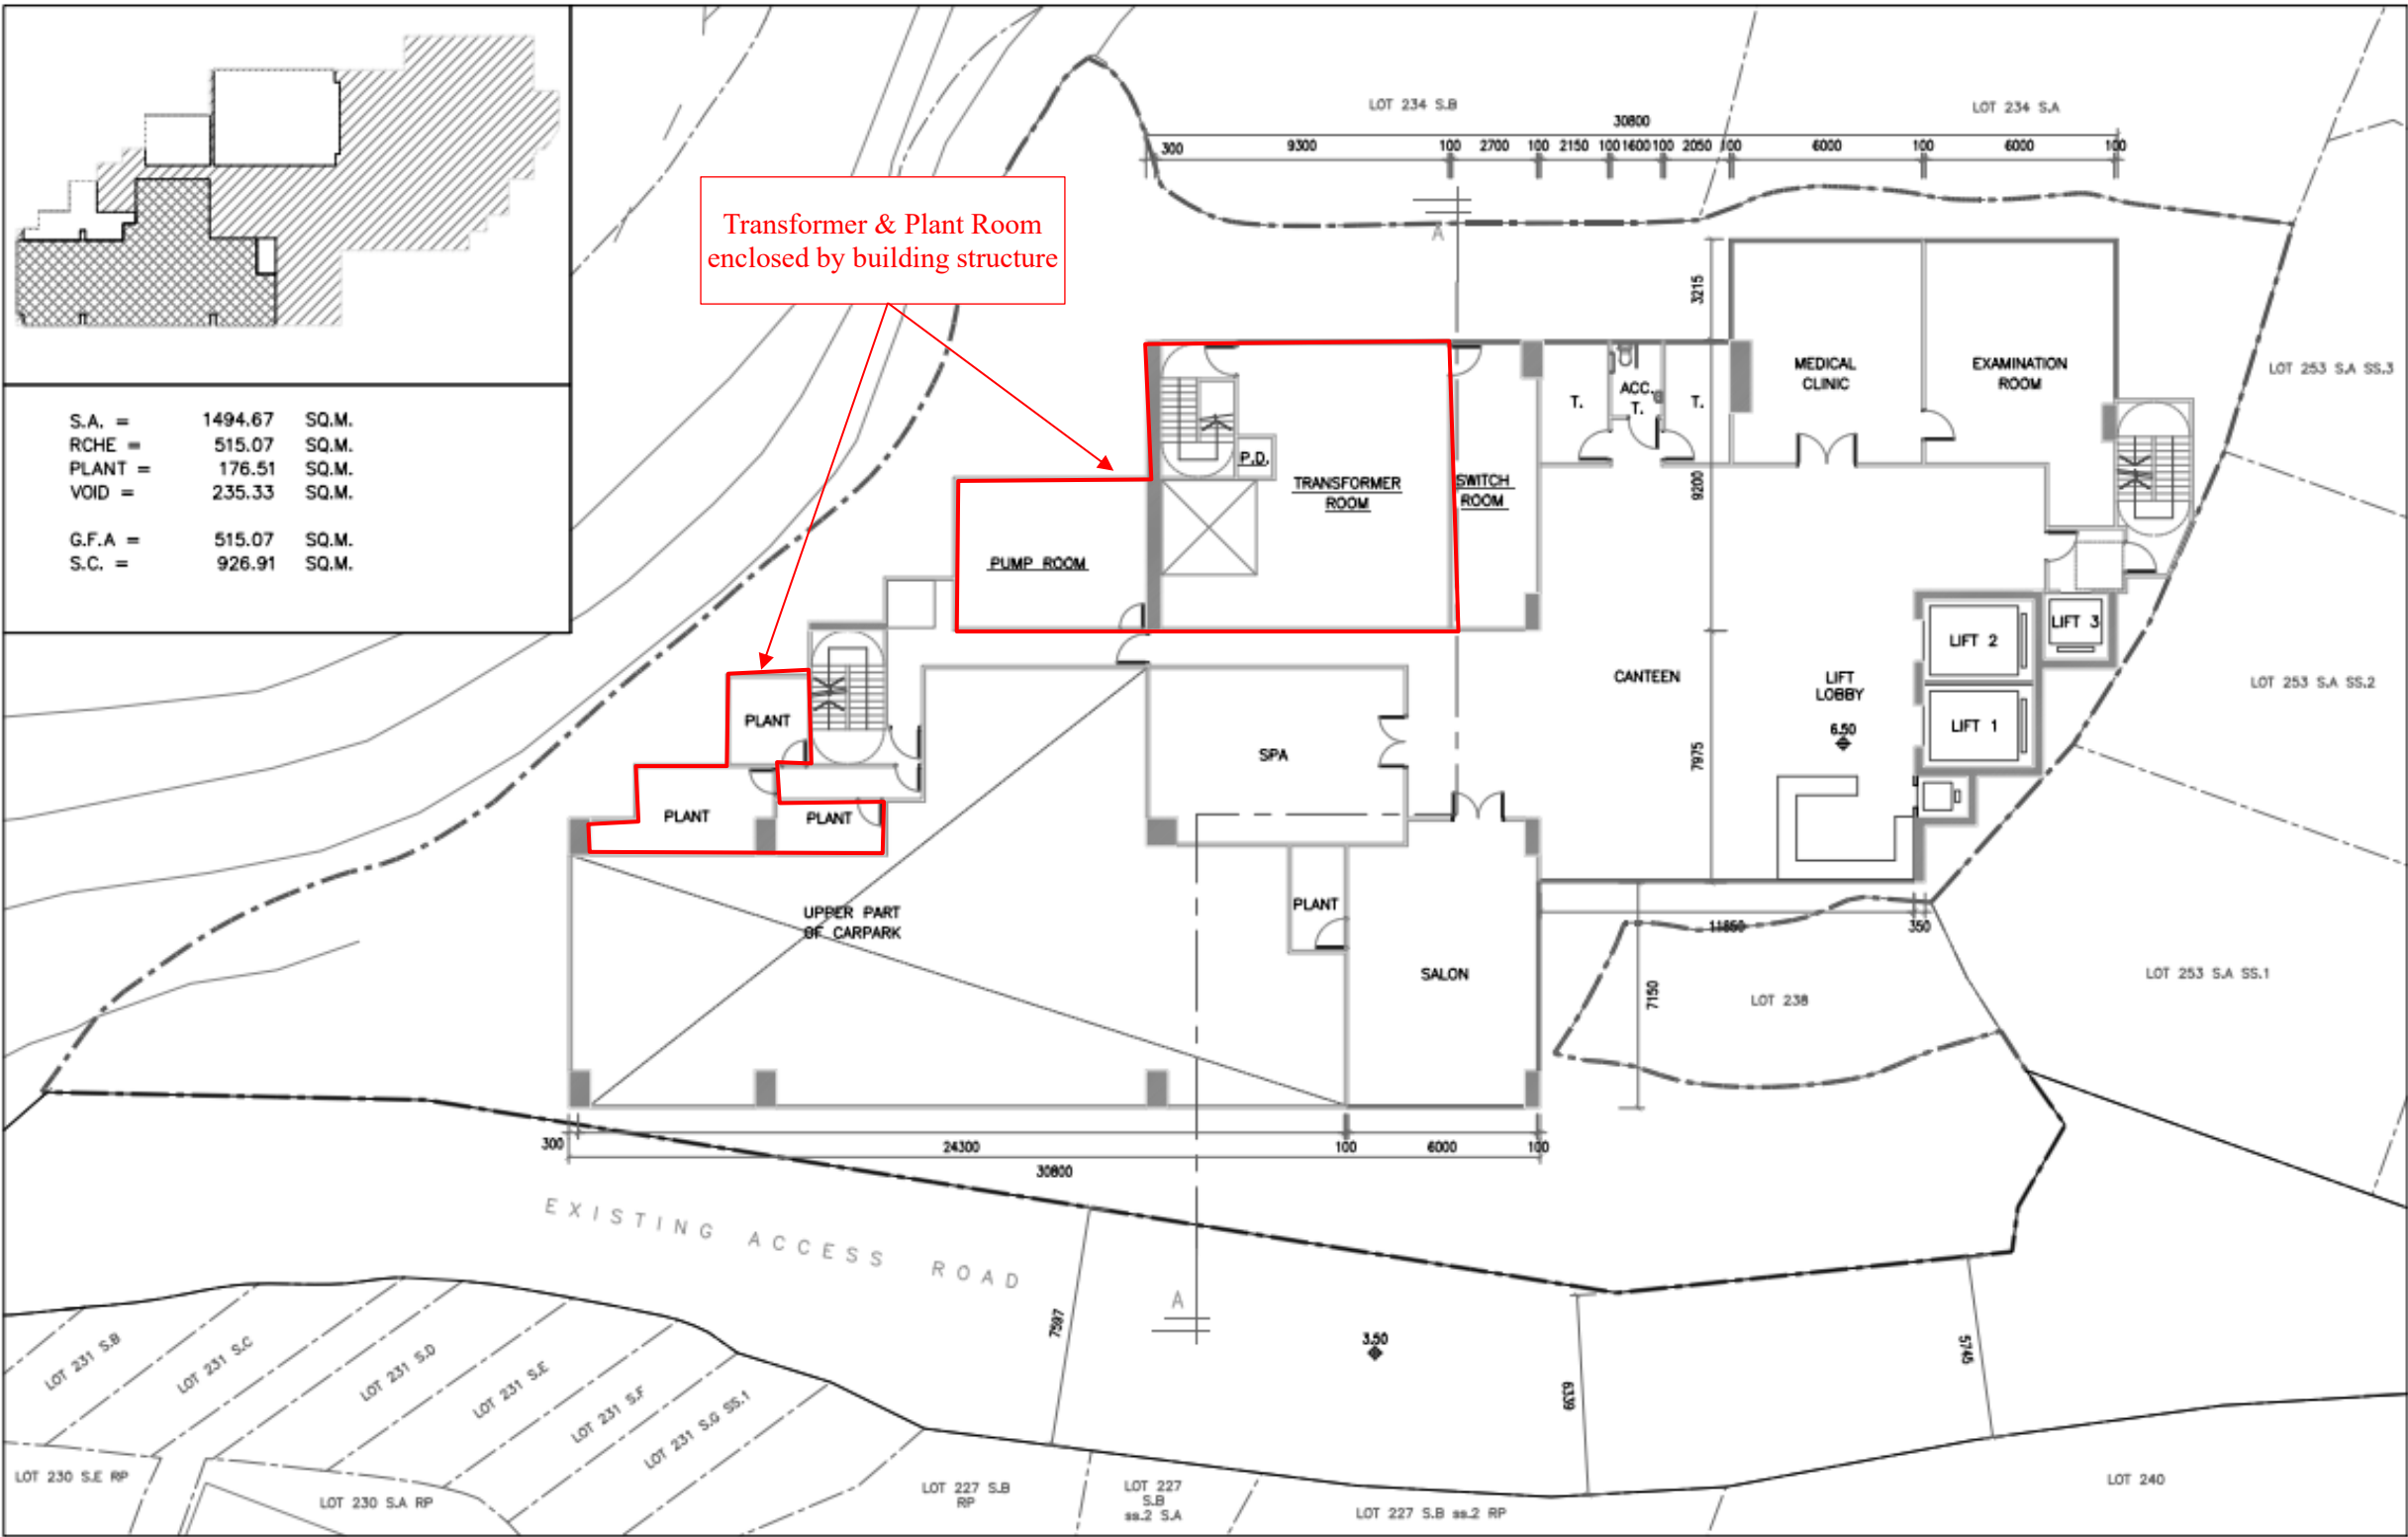 LOT 234 S.B
LOT 234 S.A
30800
300
9300
100
2700
100
2150
100
1600
100
2050
100
6000
100
6000
100
Transformer & Plant Room
enclosed by building structure
A
3215
S.A. = 1494.67 SQ.M.
RCHE = 515.07 SQ.M.
PLANT = 176.51 SQ.M.
VOID = 235.33 SQ.M.
G.F.A = 515.07 SQ.M.
S.C. = 926.91 SQ.M.
MEDICAL
CLINIC
EXAMINATION
ROOM
LOT 253 S.A SS.3
T.
ACC.
T.
T.
P.D.
TRANSFORMER
ROOM
SWITCH
ROOM
9200
PUMP ROOM
LIFT 3
LIFT 2
LIFT 1
CANTEEN
LIFT
LOBBY
6.50
LOT 253 S.A SS.2
PLANT
SPA
7975
PLANT
PLANT
UPPER PART
OF CARPARK
PLANT
11850
350
SALON
7150
LOT 238
LOT 253 S.A SS.1
300
24300
100
6000
100
30800
EXISTING ACCESS ROAD
A
7597
3.50
6339
5745
LOT 231 S.B
LOT 231 S.C
LOT 231 S.D
LOT 231 S.E
LOT 231 S.F
LOT 231 S.G SS.1
LOT 230 S.E RP
LOT 230 S.A RP
LOT 227 S.B
RP
LOT 227
S.B
ss.2 S.A
LOT 227 S.B ss.2 RP
LOT 240